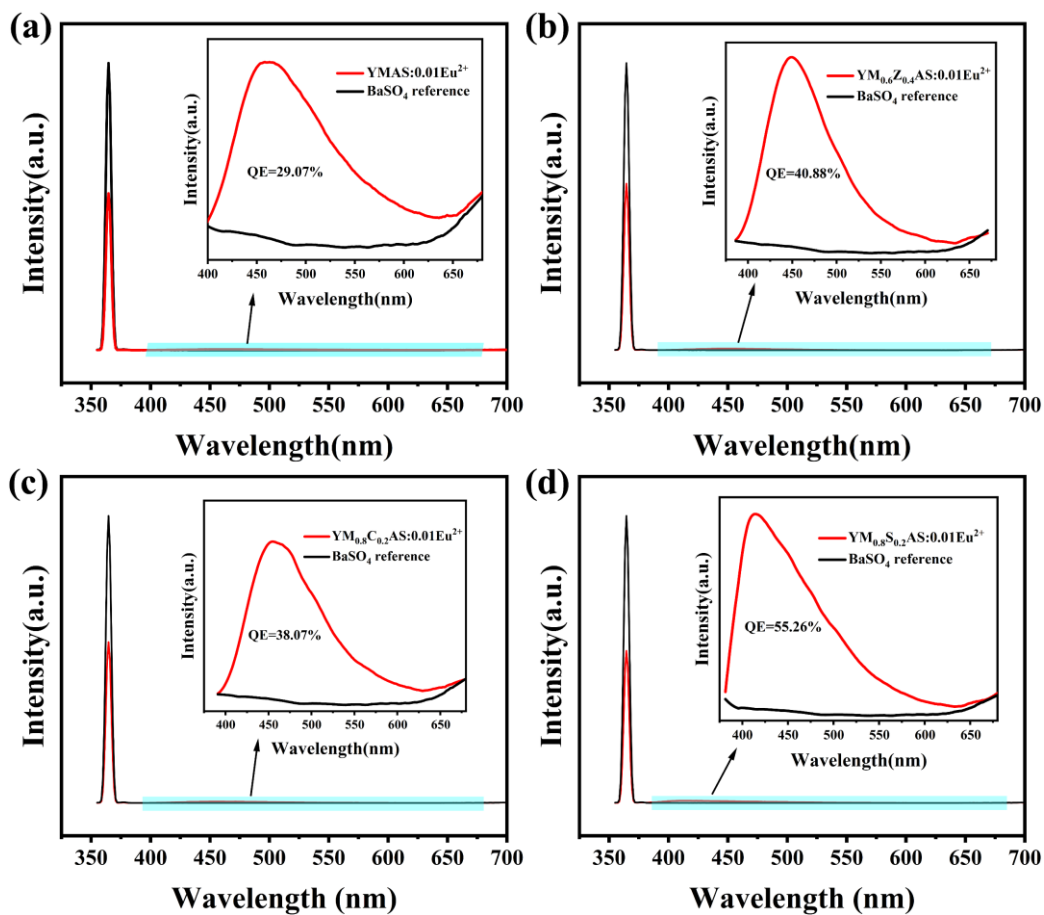 (a)
Intensity(a.u.)
Intensity(a.u.)
YMAS:0.01Eu²⁺
BaSO₄ reference
QE=29.07%
400 450 500 550 600 650
Wavelength(nm)
350 400 450 500 550 600 650 700
Wavelength(nm)
(b)
Intensity(a.u.)
Intensity(a.u.)
YM₀.₆Z₀.₄AS:0.01Eu²⁺
BaSO₄ reference
QE=40.88%
400 450 500 550 600 650
Wavelength(nm)
350 400 450 500 550 600 650 700
Wavelength(nm)
(c)
Intensity(a.u.)
Intensity(a.u.)
YM₀.₈C₀.₂AS:0.01Eu²⁺
BaSO₄ reference
QE=38.07%
400 450 500 550 600 650
Wavelength(nm)
350 400 450 500 550 600 650 700
Wavelength (nm)
(d)
Intensity(a.u.)
Intensity(a.u.)
YM₀.₈S₀.₂AS:0.01Eu²⁺
BaSO₄ reference
QE=55.26%
400 450 500 550 600 650
Wavelength(nm)
350 400 450 500 550 600 650 700
Wavelength (nm)